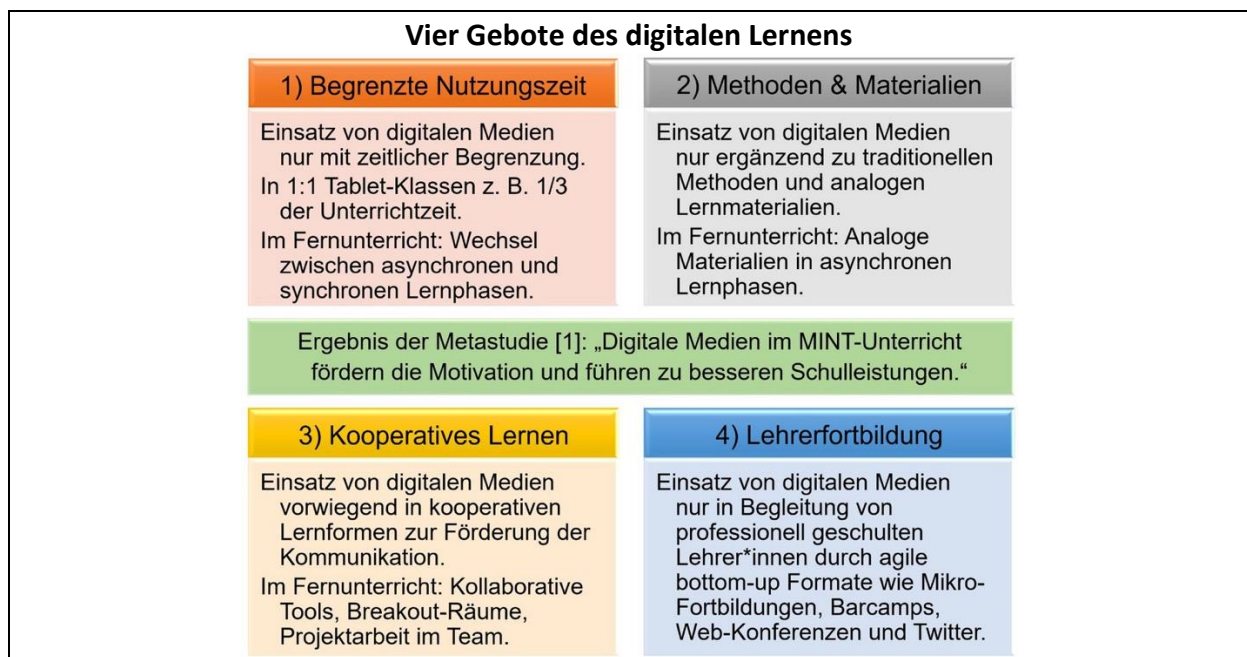 Vier Gebote des digitalen Lernens
1) Begrenzte Nutzungszeit
Einsatz von digitalen Medien
nur mit zeitlicher Begrenzung.
In 1:1 Tablet-Klassen z. B. 1/3
der Unterrichtzeit.
Im Fernunterricht: Wechsel
zwischen asynchronen und
synchronen Lernphasen.
2) Methoden & Materialien
Einsatz von digitalen Medien
nur ergänzend zu traditionellen
Methoden und analogen
Lernmaterialien.
Im Fernunterricht: Analoge
Materialien in asynchronen
Lernphasen.
Ergebnis der Metastudie [1]: „Digitale Medien im MINT-Unterricht
fördern die Motivation und führen zu besseren Schulleistungen.“
3) Kooperatives Lernen
Einsatz von digitalen Medien
vorwiegend in kooperativen
Lernformen zur Förderung der
Kommunikation.
Im Fernunterricht: Kollaborative
Tools, Breakout-Räume,
Projektarbeit im Team.
4) Lehrerfortbildung
Einsatz von digitalen Medien
nur in Begleitung von
professionell geschulten
Lehrer*innen durch agile
bottom-up Formate wie Mikro-
Fortbildungen, Barcamps,
Web-Konferenzen und Twitter.